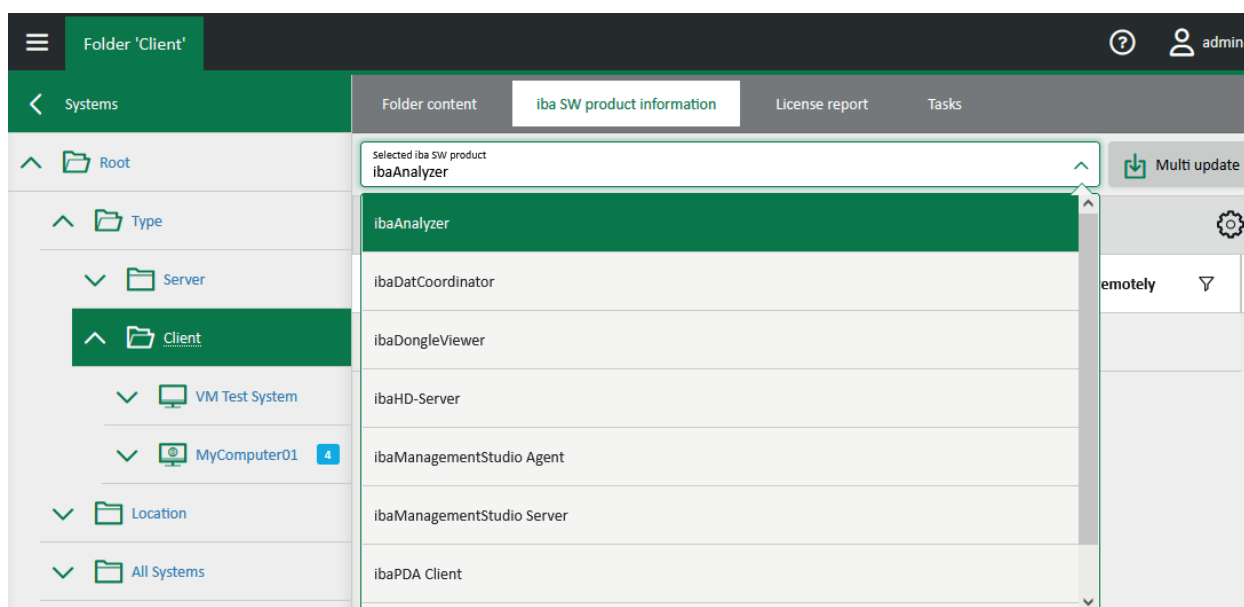 Folder 'Client'
admin
Systems
Folder content
iba SW product information
License report
Tasks
Root
Selected iba SW product
ibaAnalyzer
Multi update
Type
ibaAnalyzer
Server
ibaDatCoordinator
emotely
Client
ibaDongleViewer
VM Test System
ibaHD-Server
MyComputer01 4
ibaManagementStudio Agent
Location
ibaManagementStudio Server
All Systems
ibaPDA Client